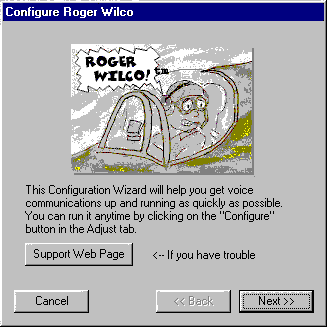 Configure Roger Wilco
ROGER
WILCO! tm
This Configuration Wizard will help you get voice
communications up and running as quickly as possible.
You can run it anytime by clicking on the "Configure"
button in the Adjust tab.
Support Web Page <-- If you have trouble
Cancel << Back Next >>